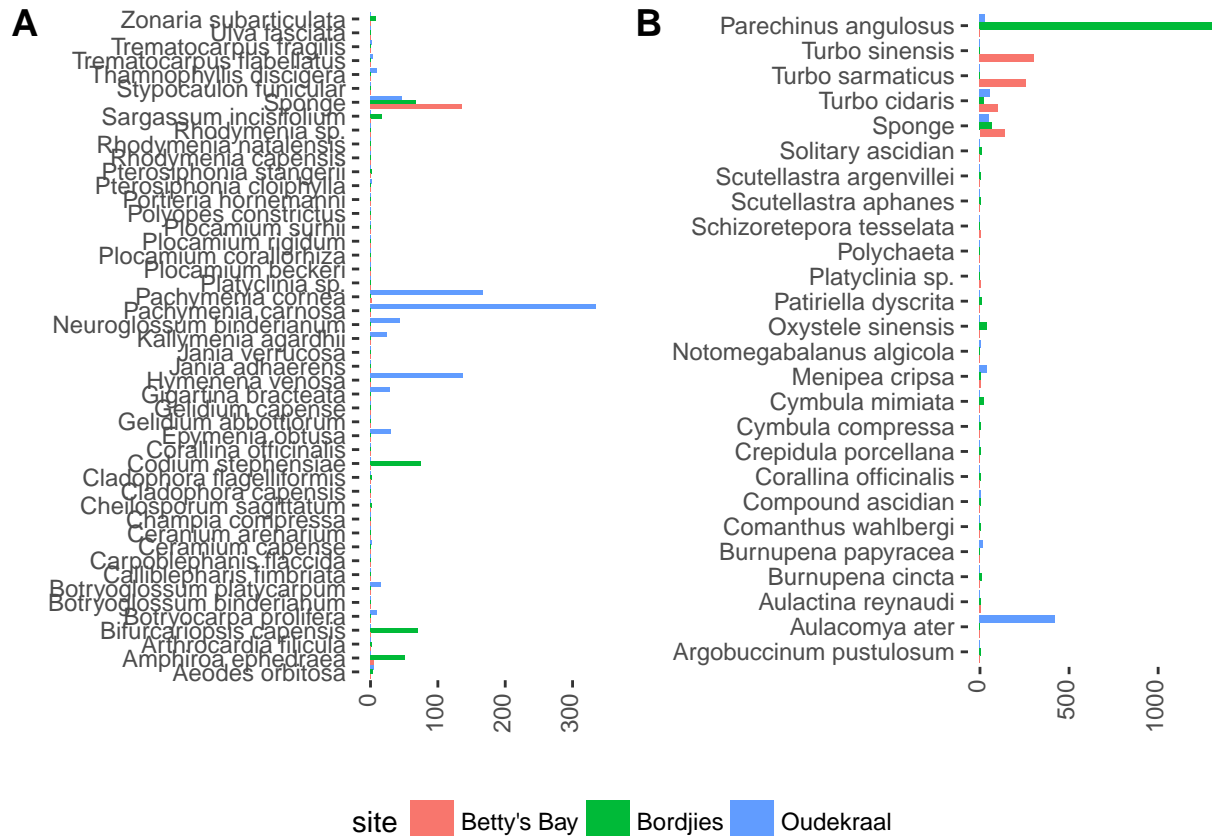 A
Zonaria subarticulata
Ulva fasciata
Trematocarpus fragilis
Trematocarpus flabellatus
Thamnophyllis discigera
Stypocaulon funicular
Sponge
Sargassum incisifolium
Rhodymenia sp.
Rhodymenia natalensis
Rhodymenia capensis
Pterosiphonia stangerii
Pterosiphonia cloiphylla
Portieria hornemanni
Polyopes constrictus
Plocamium surhii
Plocamium rigidum
Plocamium corallorhiza
Plocamium beckeri
Platyclinia sp.
Pachymenia cornea
Pachymenia carnosa
Neuroglossum binderianum
Kallymenia agardhii
Jania verrucosa
Jania adhaerens
Hymenena venosa
Gigartina bracteata
Gelidium capense
Gelidium abbottiorum
Epymenia obtusa
Corallina officinalis
Codium stephensiae
Cladophora flagelliformis
Cladophora capensis
Cheilosporum sagittatum
Champia compressa
Ceranium arenarium
Ceramium capense
Carpoblephanis flaccida
Calliblepharis fimbriata
Botryoglossum platycarpum
Botryoglossum binderianum
Botryocarpa prolifera
Bifurcariopsis capensis
Arthrocardia filicula
Amphiroa ephedraea
Aeodes orbitosa
0
100
200
300
B
Parechinus angulosus
Turbo sinensis
Turbo sarmaticus
Turbo cidaris
Sponge
Solitary ascidian
Scutellastra argenvillei
Scutellastra aphanes
Schizoretepora tesselata
Polychaeta
Platyclinia sp.
Patiriella dyscrita
Oxystele sinensis
Notomegabalanus algicola
Menipea cripsa
Cymbula mimiata
Cymbula compressa
Crepidula porcellana
Corallina officinalis
Compound ascidian
Comanthus wahlbergi
Burnupena papyracea
Burnupena cincta
Aulactina reynaudi
Aulacomya ater
Argobuccinum pustulosum
0
500
1000
site Betty's Bay Bordjies Oudekraal